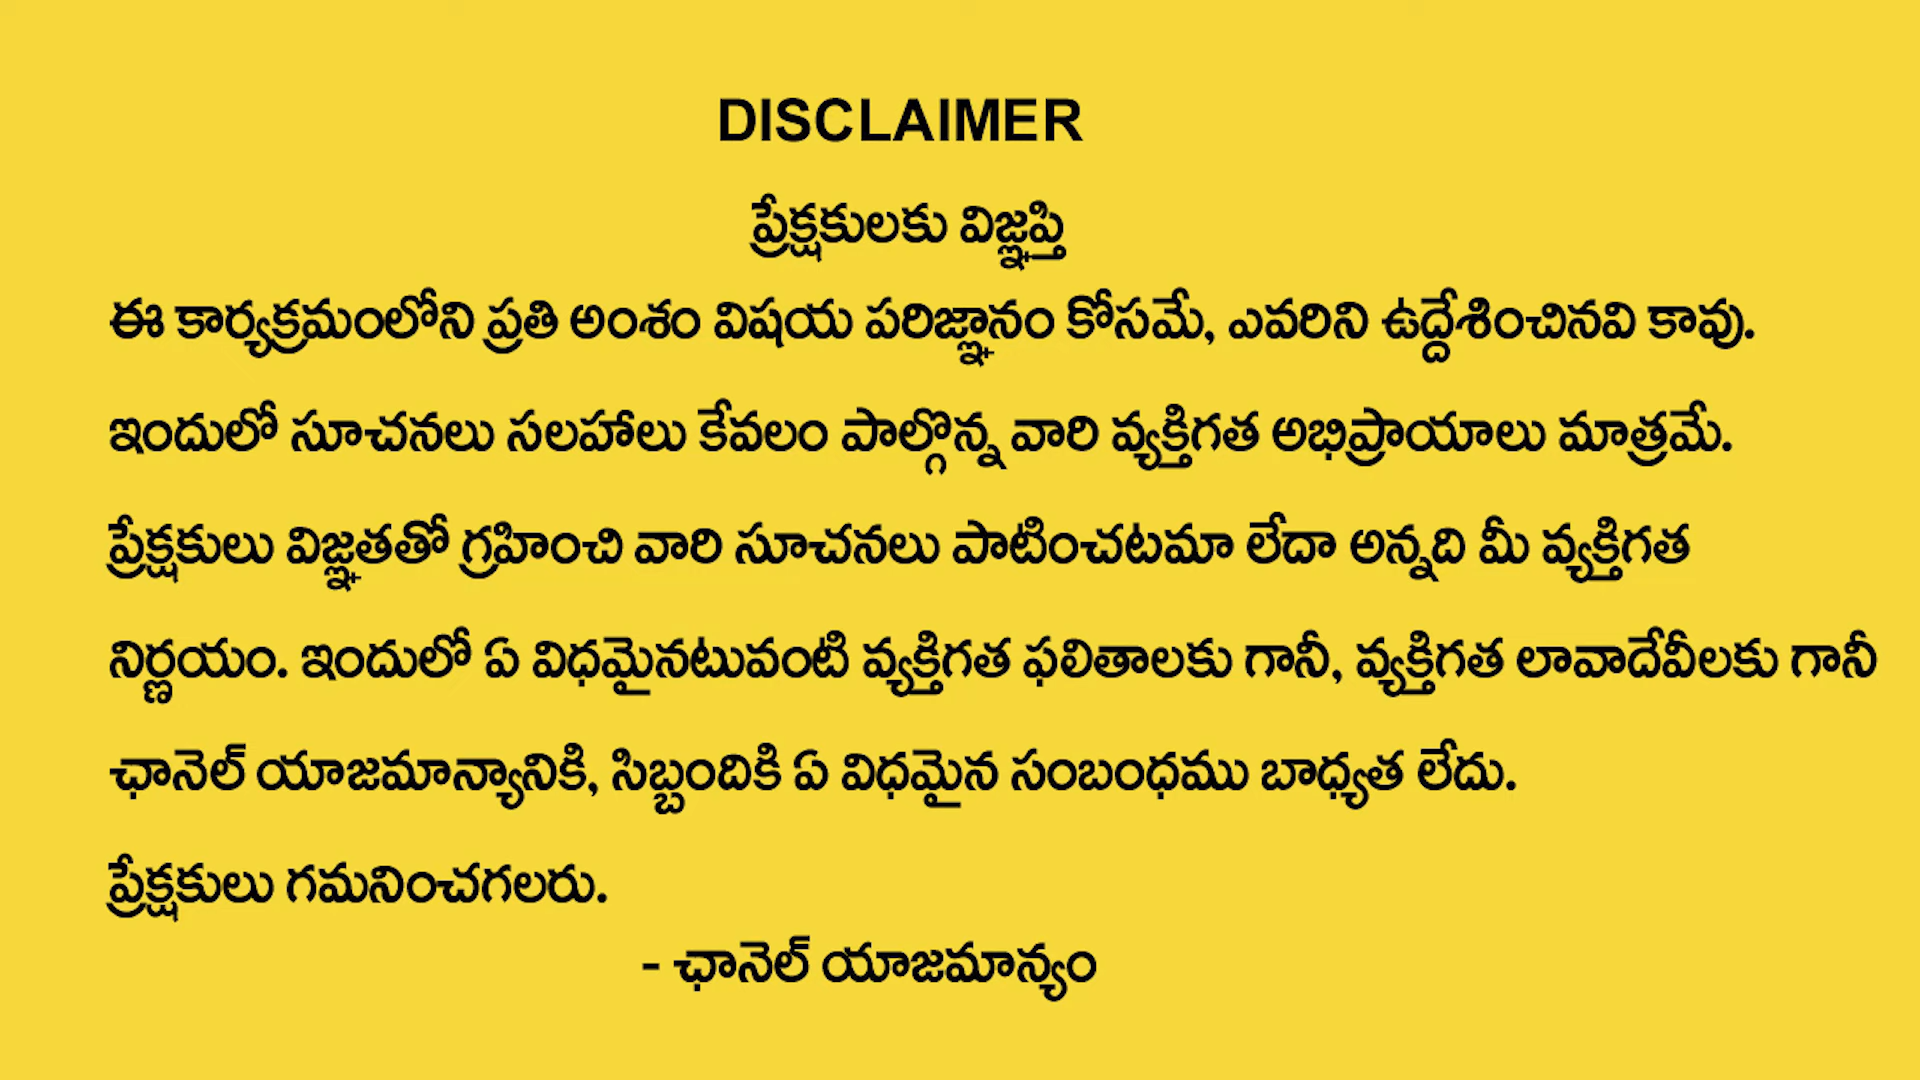 DISCLAIMER
ప్రేక్షకులకు విజ్ఞప్తి
ఈ కార్యక్రమంలోని ప్రతి అంశం విషయ పరిజ్ఞానం కోసమే, ఎవరిని ఉద్దేశించినవి కావు.
ఇందులో సూచనలు సలహాలు కేవలం పాల్గొన్న వారి వ్యక్తిగత అభిప్రాయాలు మాత్రమే.
ప్రేక్షకులు విజ్ఞతతో గ్రహించి వారి సూచనలు పాటించటమా లేదా అన్నది మీ వ్యక్తిగత
నిర్ణయం. ఇందులో ఏ విధమైనటువంటి వ్యక్తిగత ఫలితాలకు గానీ, వ్యక్తిగత లావాదేవీలకు గానీ
ఛానెల్ యాజమాన్యానికి, సిబ్బందికి ఏ విధమైన సంబంధము బాధ్యత లేదు.
ప్రేక్షకులు గమనించగలరు.
- ఛానెల్ యాజమాన్యం